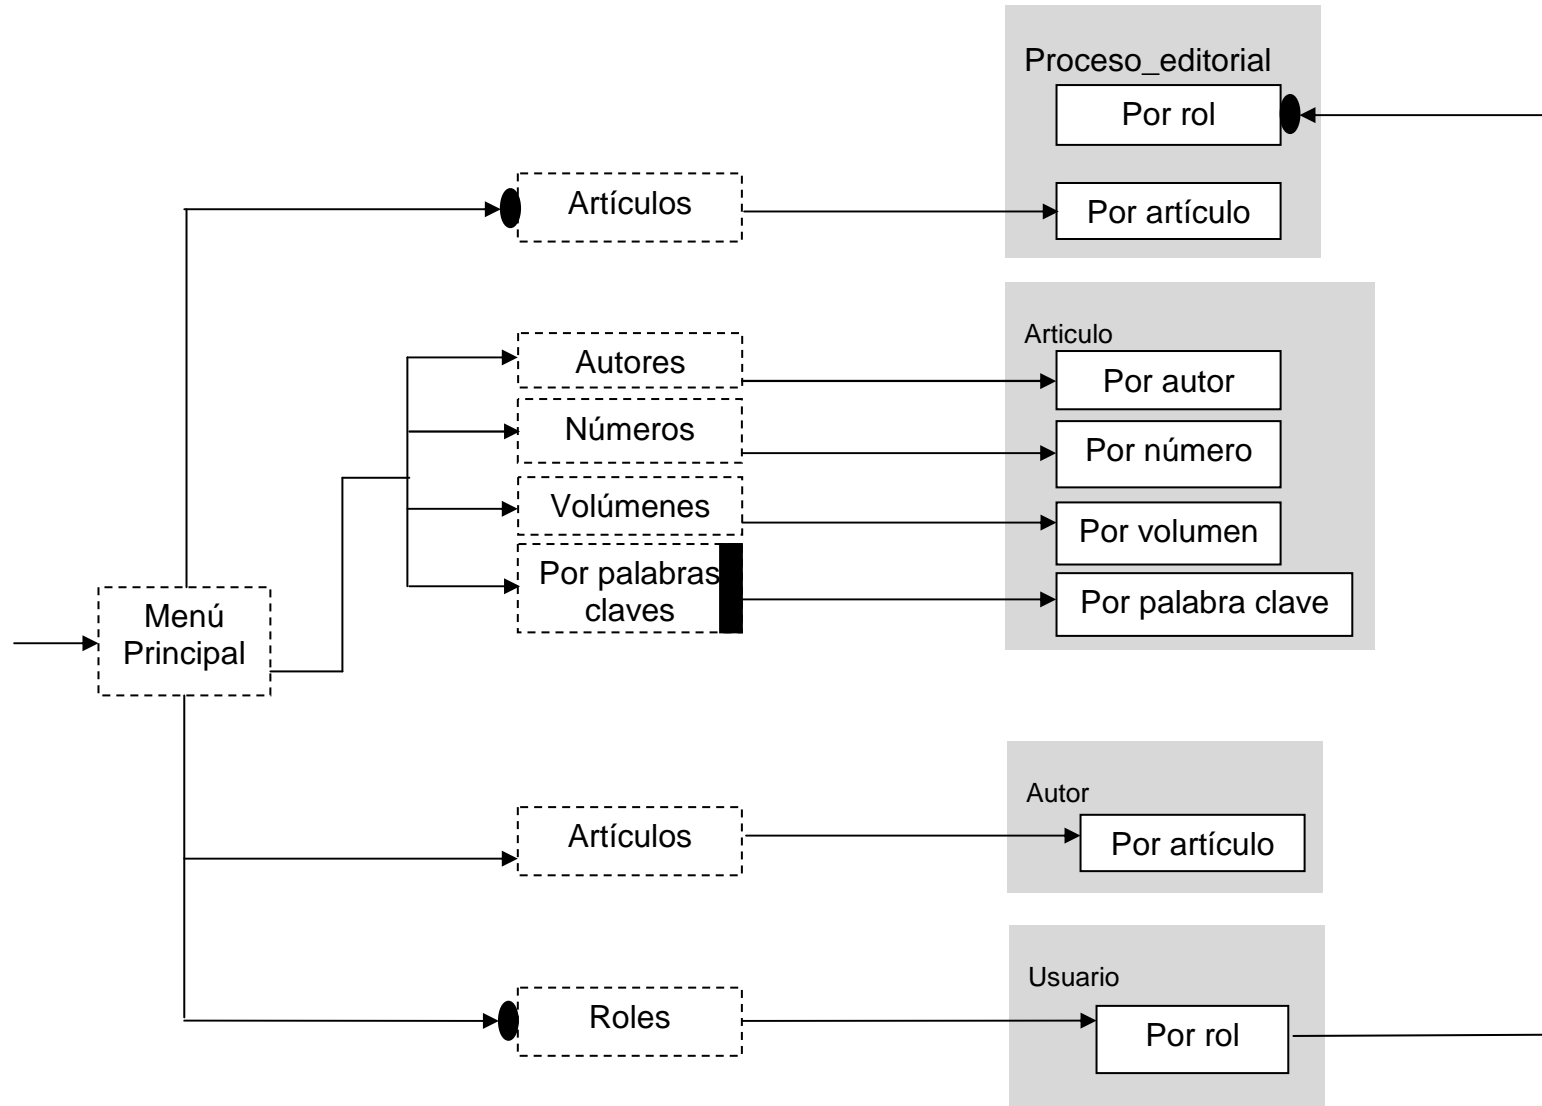 Proceso_editorial
Por rol
Artículos
Por artículo
Articulo
Autores
Por autor
Números
Por número
Volúmenes
Por volumen
Por palabras
claves
Por palabra clave
Menú
Principal
Autor
Artículos
Por artículo
Usuario
Roles
Por rol